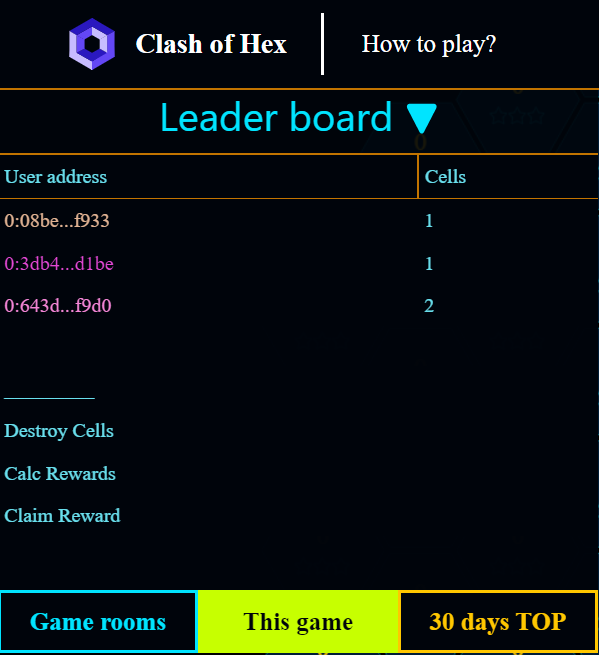 Clash of Hex How to play?
Leader board ▼
User address Cells
0:08be...f933 1
0:3db4...d1be 1
0:643d...f9d0 2
Destroy Cells
Calc Rewards
Claim Reward
Game rooms This game 30 days TOP